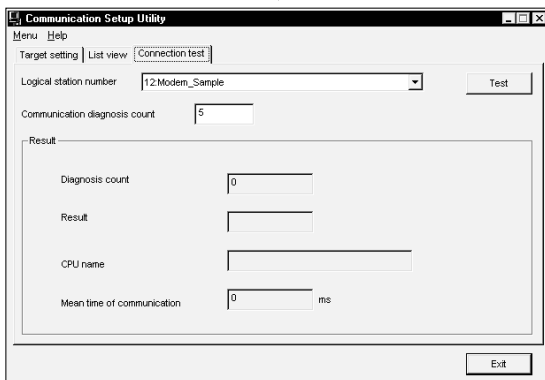 Communication Setup Utility
Menu Help
Target setting List view Connection test
Logical station number 12:Modem_Sample Test
Communication diagnosis count 5
Result
Diagnosis count 0
Result
CPU name
Mean time of communication 0 ms
Exit